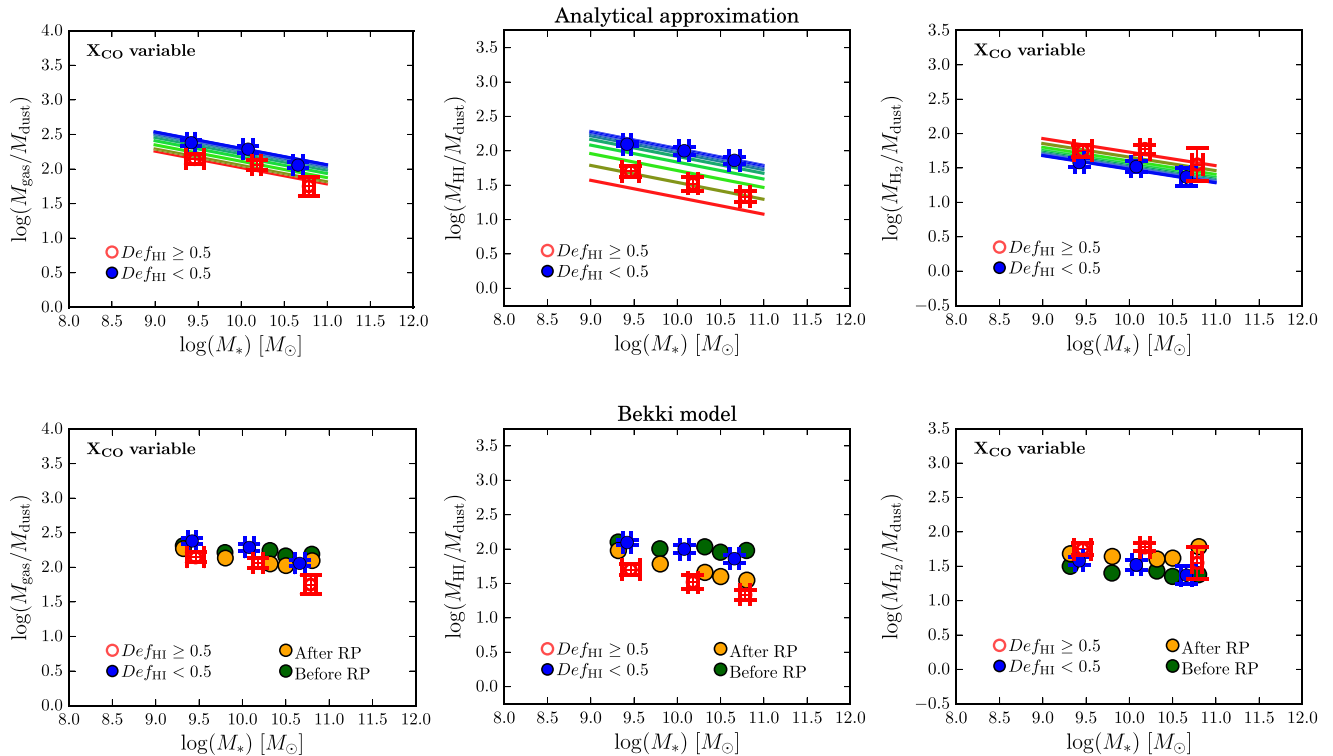 Analytical approximation
X_CO variable
log(M_gas/M_dust)
4.0
3.5
3.0
2.5
2.0
1.5
1.0
0.5
0.0
Def_HI ≥ 0.5
Def_HI < 0.5
8.0 8.5 9.0 9.5 10.0 10.5 11.0 11.5 12.0
log(M_*) [M_⊙]
log(M_HI/M_dust)
3.5
3.0
2.5
2.0
1.5
1.0
0.5
0.0
Def_HI ≥ 0.5
Def_HI < 0.5
8.0 8.5 9.0 9.5 10.0 10.5 11.0 11.5 12.0
log(M_*) [M_⊙]
X_CO variable
log(M_H₂/M_dust)
3.5
3.0
2.5
2.0
1.5
1.0
0.5
0.0
−0.5
Def_HI ≥ 0.5
Def_HI < 0.5
8.0 8.5 9.0 9.5 10.0 10.5 11.0 11.5 12.0
log(M_*) [M_⊙]
Bekki model
X_CO variable
log(M_gas/M_dust)
4.0
3.5
3.0
2.5
2.0
1.5
1.0
0.5
0.0
Def_HI ≥ 0.5
Def_HI < 0.5
After RP
Before RP
8.0 8.5 9.0 9.5 10.0 10.5 11.0 11.5 12.0
log(M_*) [M_⊙]
log(M_HI/M_dust)
3.5
3.0
2.5
2.0
1.5
1.0
0.5
0.0
Def_HI ≥ 0.5
Def_HI < 0.5
After RP
Before RP
8.0 8.5 9.0 9.5 10.0 10.5 11.0 11.5 12.0
log(M_*) [M_⊙]
X_CO variable
log(M_H₂/M_dust)
3.5
3.0
2.5
2.0
1.5
1.0
0.5
0.0
−0.5
Def_HI ≥ 0.5
Def_HI < 0.5
After RP
Before RP
8.0 8.5 9.0 9.5 10.0 10.5 11.0 11.5 12.0
log(M_*) [M_⊙]